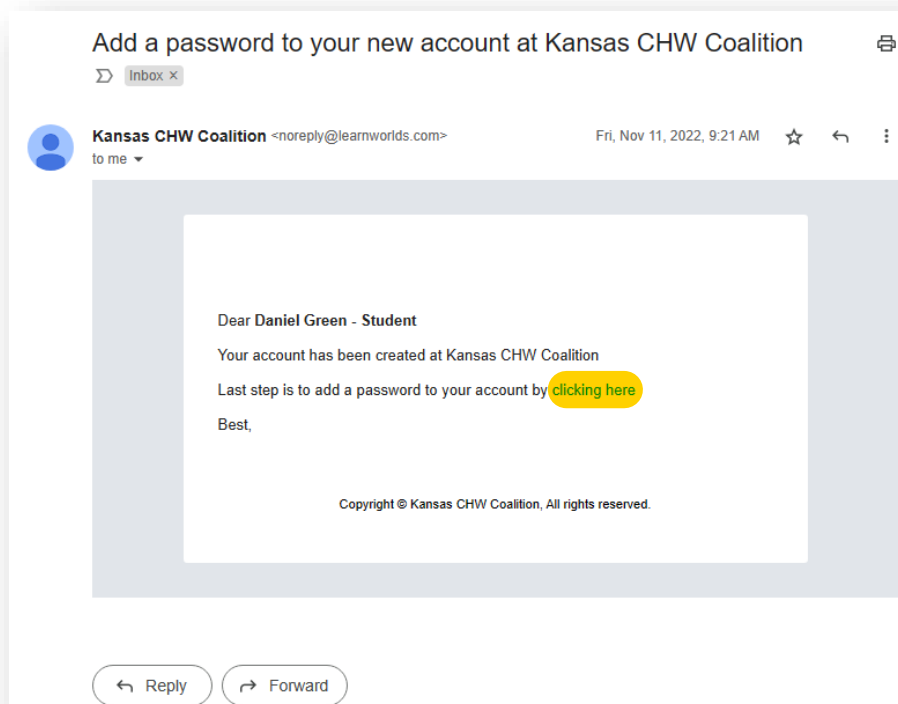 Add a password to your new account at Kansas CHW Coalition
Inbox ×
Kansas CHW Coalition <noreply@learnworlds.com> Fri, Nov 11, 2022, 9:21 AM
to me
Dear Daniel Green - Student
Your account has been created at Kansas CHW Coalition
Last step is to add a password to your account by clicking here
Best,
Copyright © Kansas CHW Coalition, All rights reserved.
Reply Forward